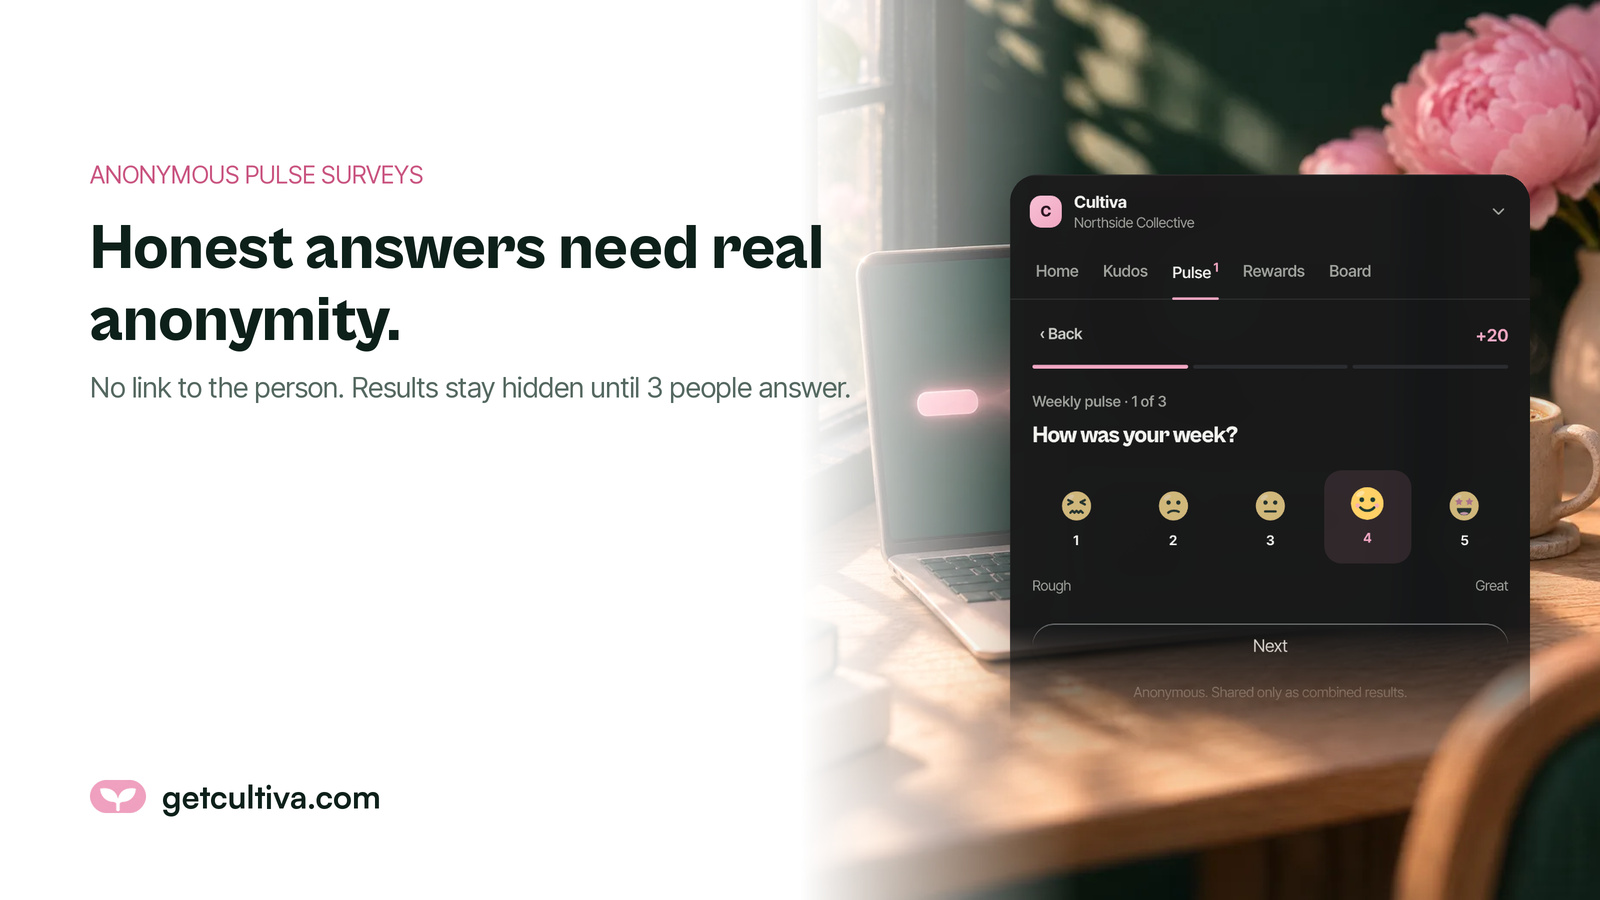 ANONYMOUS PULSE SURVEYS
Honest answers need real
anonymity.
No link to the person. Results stay hidden until 3 people answer.
getcultiva.com
C
Cultiva
Northside Collective
Home Kudos Pulse 1 Rewards Board
‹ Back +20
Weekly pulse · 1 of 3
How was your week?
1 2 3 4 5
Rough Great
Next
Anonymous. Shared only as combined results.